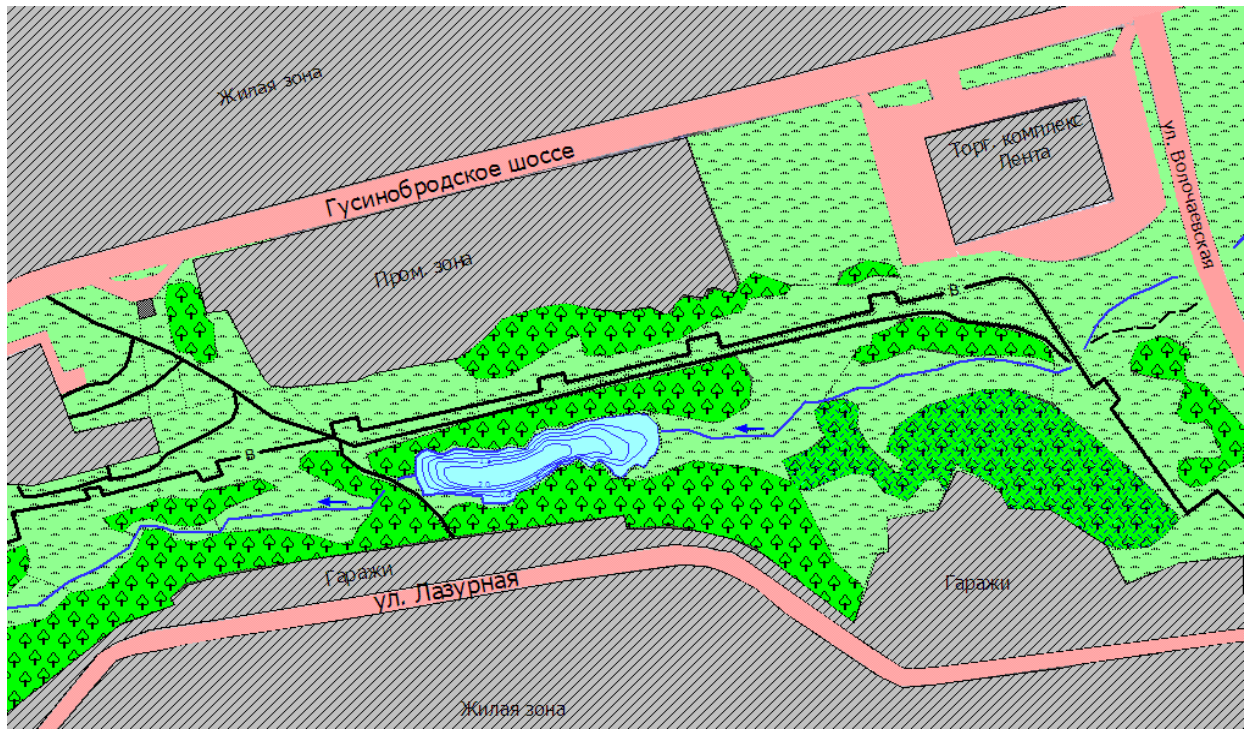 Жилая зона
Гусинобродское шоссе
Торг. комплекс
Лента
ул. Волочаевская
Пром. зона
В
В
Гаражи
ул. Лазурная
Гаражи
Жилая зона